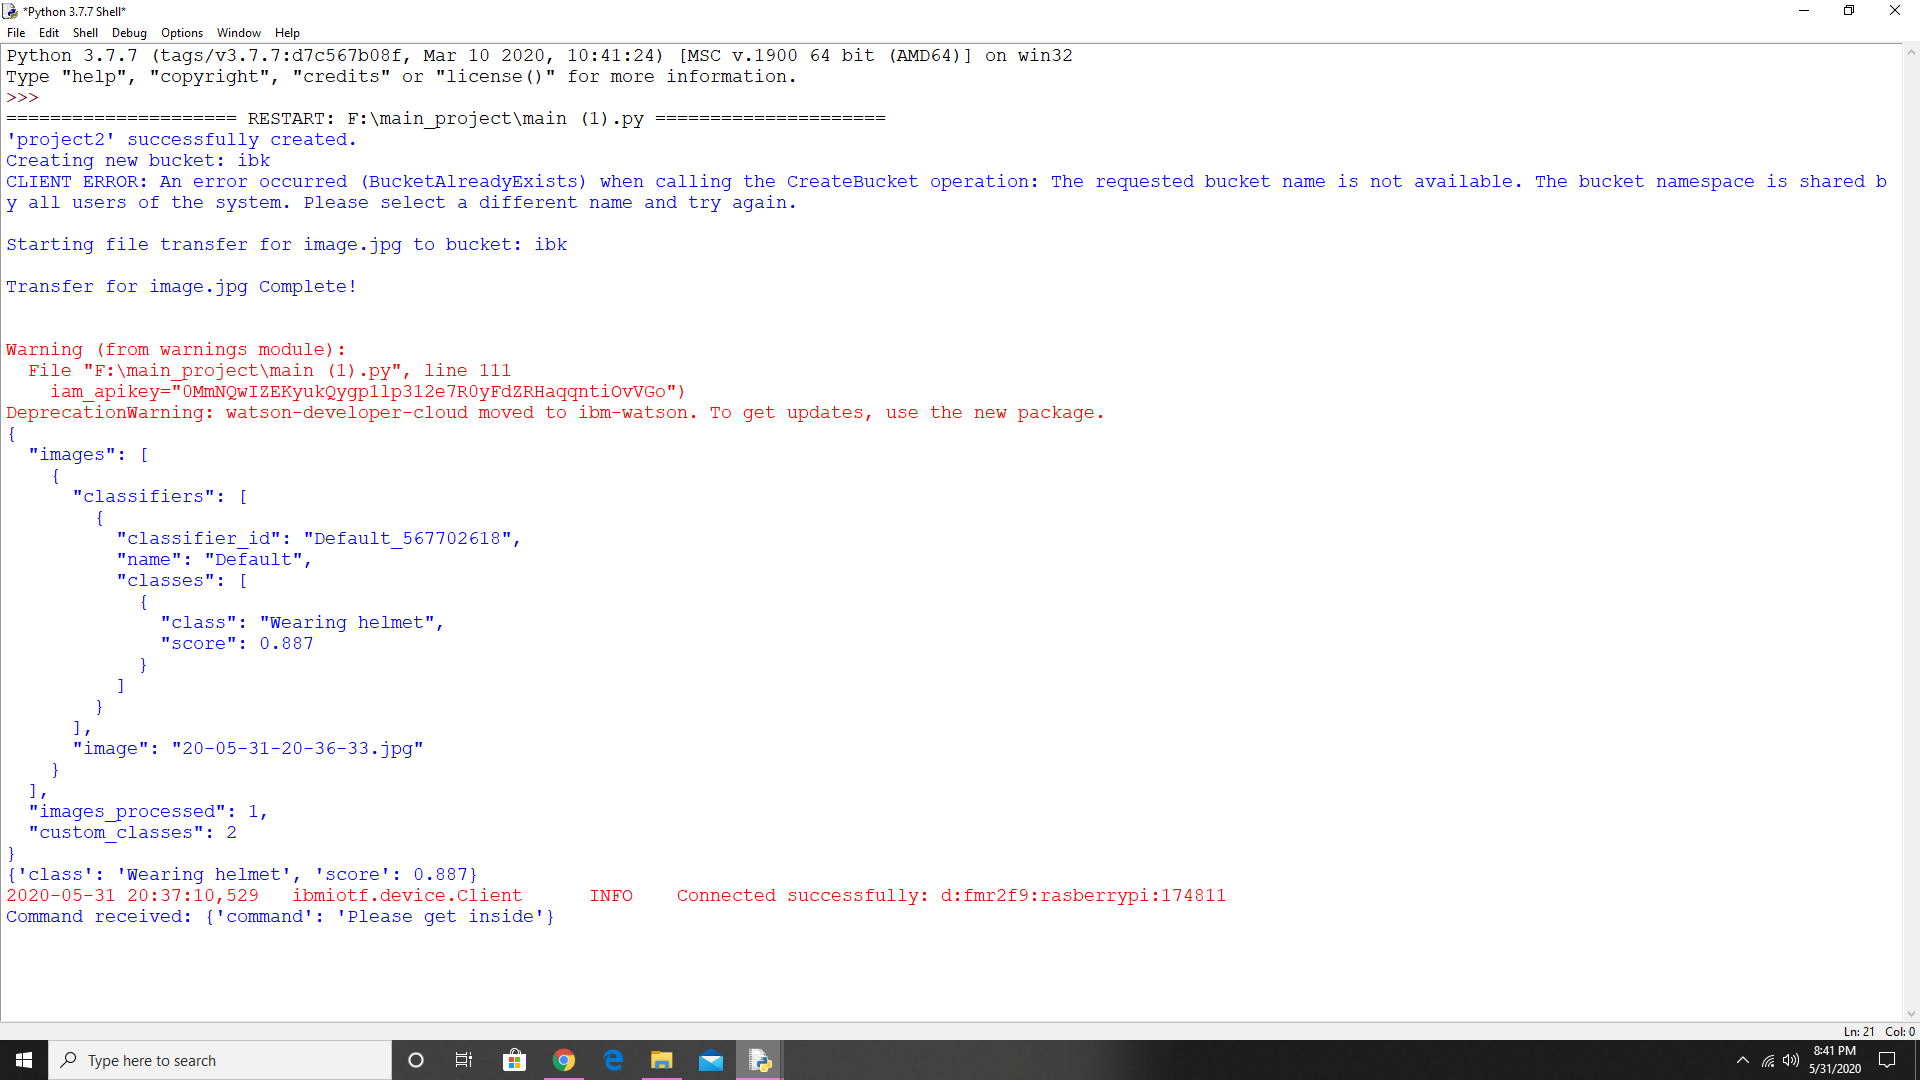 *Python 3.7.7 Shell*
File Edit Shell Debug Options Window Help
Python 3.7.7 (tags/v3.7.7:d7c567b08f, Mar 10 2020, 10:41:24) [MSC v.1900 64 bit (AMD64)] on win32
Type "help", "copyright", "credits" or "license()" for more information.
>>>
===================== RESTART: F:\main_project\main (1).py =====================
'project2' successfully created.
Creating new bucket: ibk
CLIENT ERROR: An error occurred (BucketAlreadyExists) when calling the CreateBucket operation: The requested bucket name is not available. The bucket namespace is shared b
y all users of the system. Please select a different name and try again.
Starting file transfer for image.jpg to bucket: ibk
Transfer for image.jpg Complete!
Warning (from warnings module):
  File "F:\main_project\main (1).py", line 111
    iam_apikey="0MmNQwIZEKyukQygp1lp312e7R0yFdZRHaqqntiOvVGo")
DeprecationWarning: watson-developer-cloud moved to ibm-watson. To get updates, use the new package.
{
  "images": [
    {
      "classifiers": [
        {
          "classifier_id": "Default_567702618",
          "name": "Default",
          "classes": [
            {
              "class": "Wearing helmet",
              "score": 0.887
            }
          ]
        }
      ],
      "image": "20-05-31-20-36-33.jpg"
    }
  ],
  "images_processed": 1,
  "custom_classes": 2
}
{'class': 'Wearing helmet', 'score': 0.887}
2020-05-31 20:37:10,529   ibmiotf.device.Client      INFO    Connected successfully: d:fmr2f9:rasberrypi:174811
Command received: {'command': 'Please get inside'}
Ln: 21 Col: 0
Type here to search
8:41 PM
5/31/2020